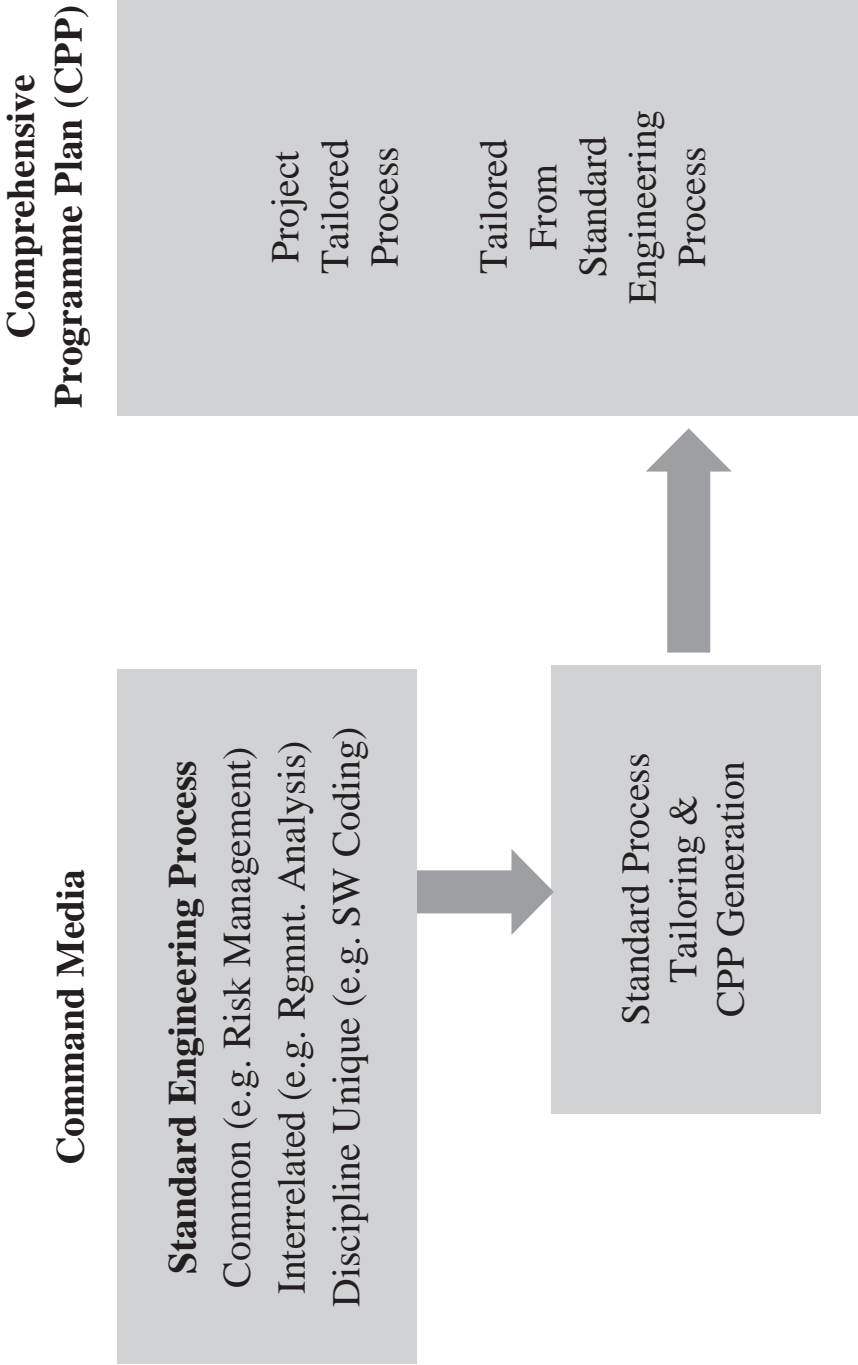 Command Media
Standard Engineering Process
Common (e.g. Risk Management)
Interrelated (e.g. Rgmnt. Analysis)
Discipline Unique (e.g. SW Coding)
Standard Process
Tailoring &
CPP Generation
Comprehensive
Programme Plan (CPP)
Project
Tailored
Process
Tailored
From
Standard
Engineering
Process